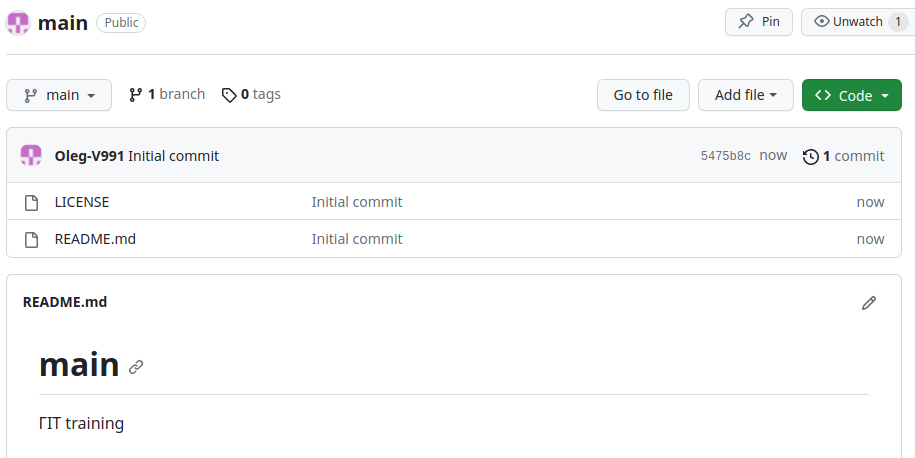 main Public Pin Unwatch 1
main 1 branch 0 tags Go to file Add file Code
Oleg-V991 Initial commit 5475b8c now 1 commit
LICENSE Initial commit now
README.md Initial commit now
README.md
main
ГIT training